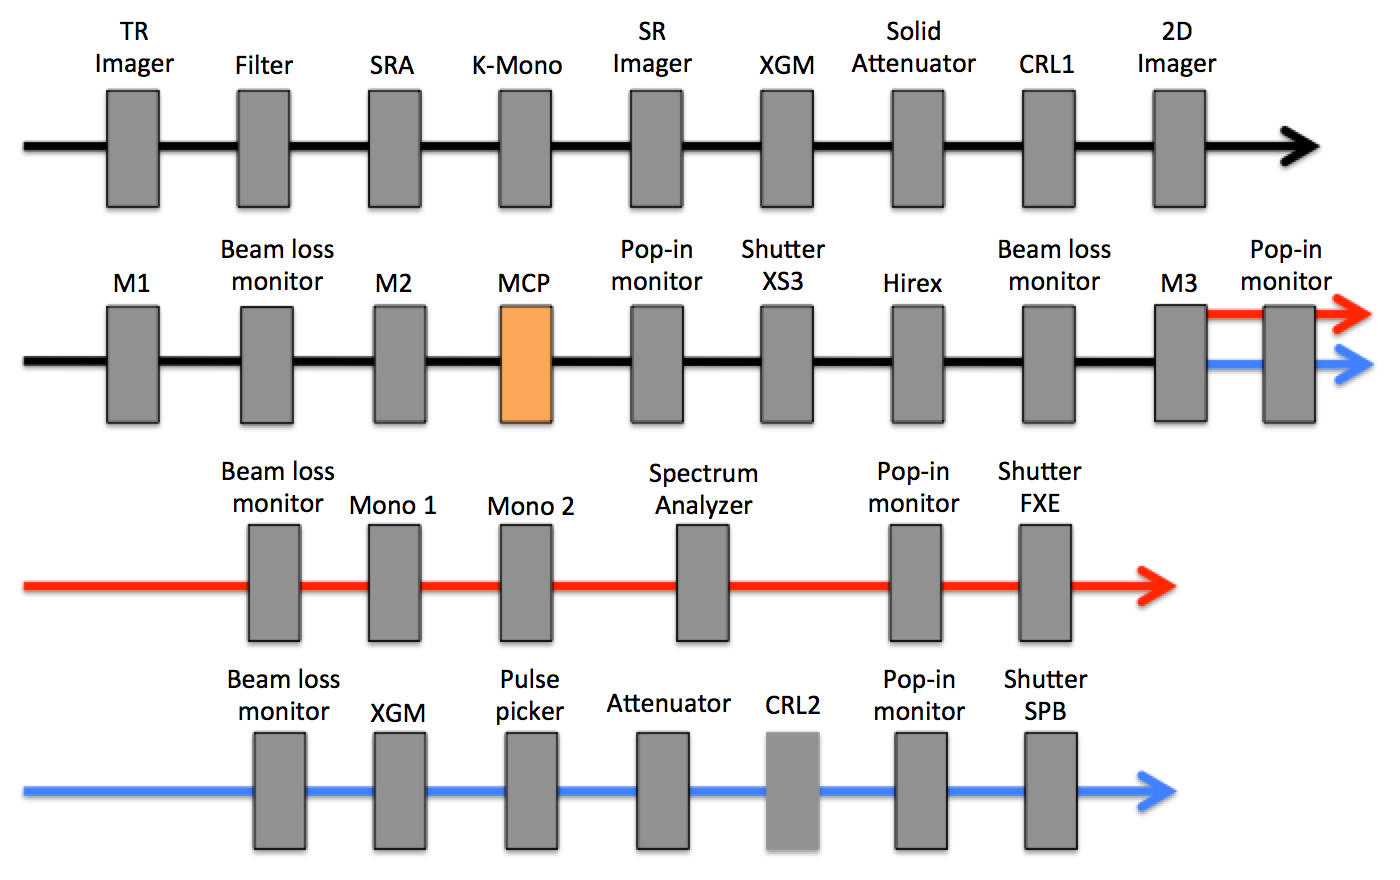 TR
Imager
Filter
SRA
K-Mono
SR
Imager
XGM
Solid
Attenuator
CRL1
2D
Imager
M1
Beam loss
monitor
M2
MCP
Pop-in
monitor
Shutter
XS3
Hirex
Beam loss
monitor
M3
Pop-in
monitor
Beam loss
monitor
Mono 1
Mono 2
Spectrum
Analyzer
Pop-in
monitor
Shutter
FXE
Beam loss
monitor
XGM
Pulse
picker
Attenuator
CRL2
Pop-in
monitor
Shutter
SPB